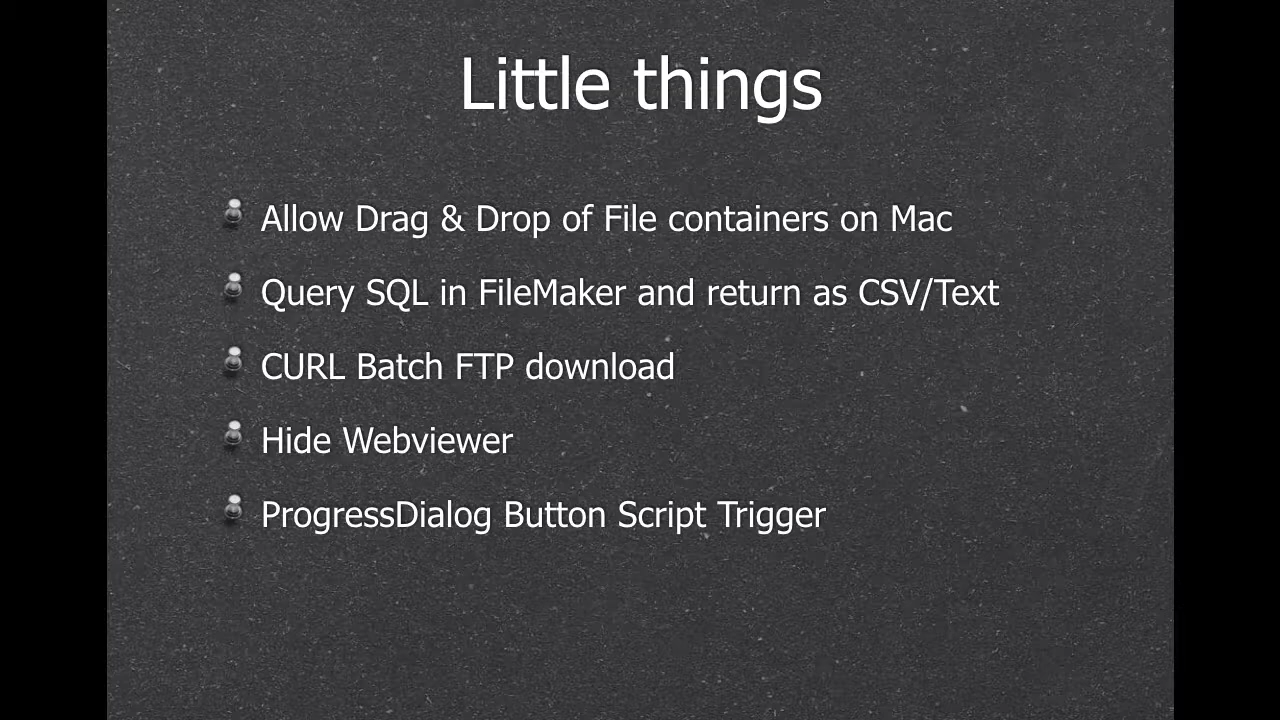 Little things
Allow Drag & Drop of File containers on Mac
Query SQL in FileMaker and return as CSV/Text
CURL Batch FTP download
Hide Webviewer
ProgressDialog Button Script Trigger